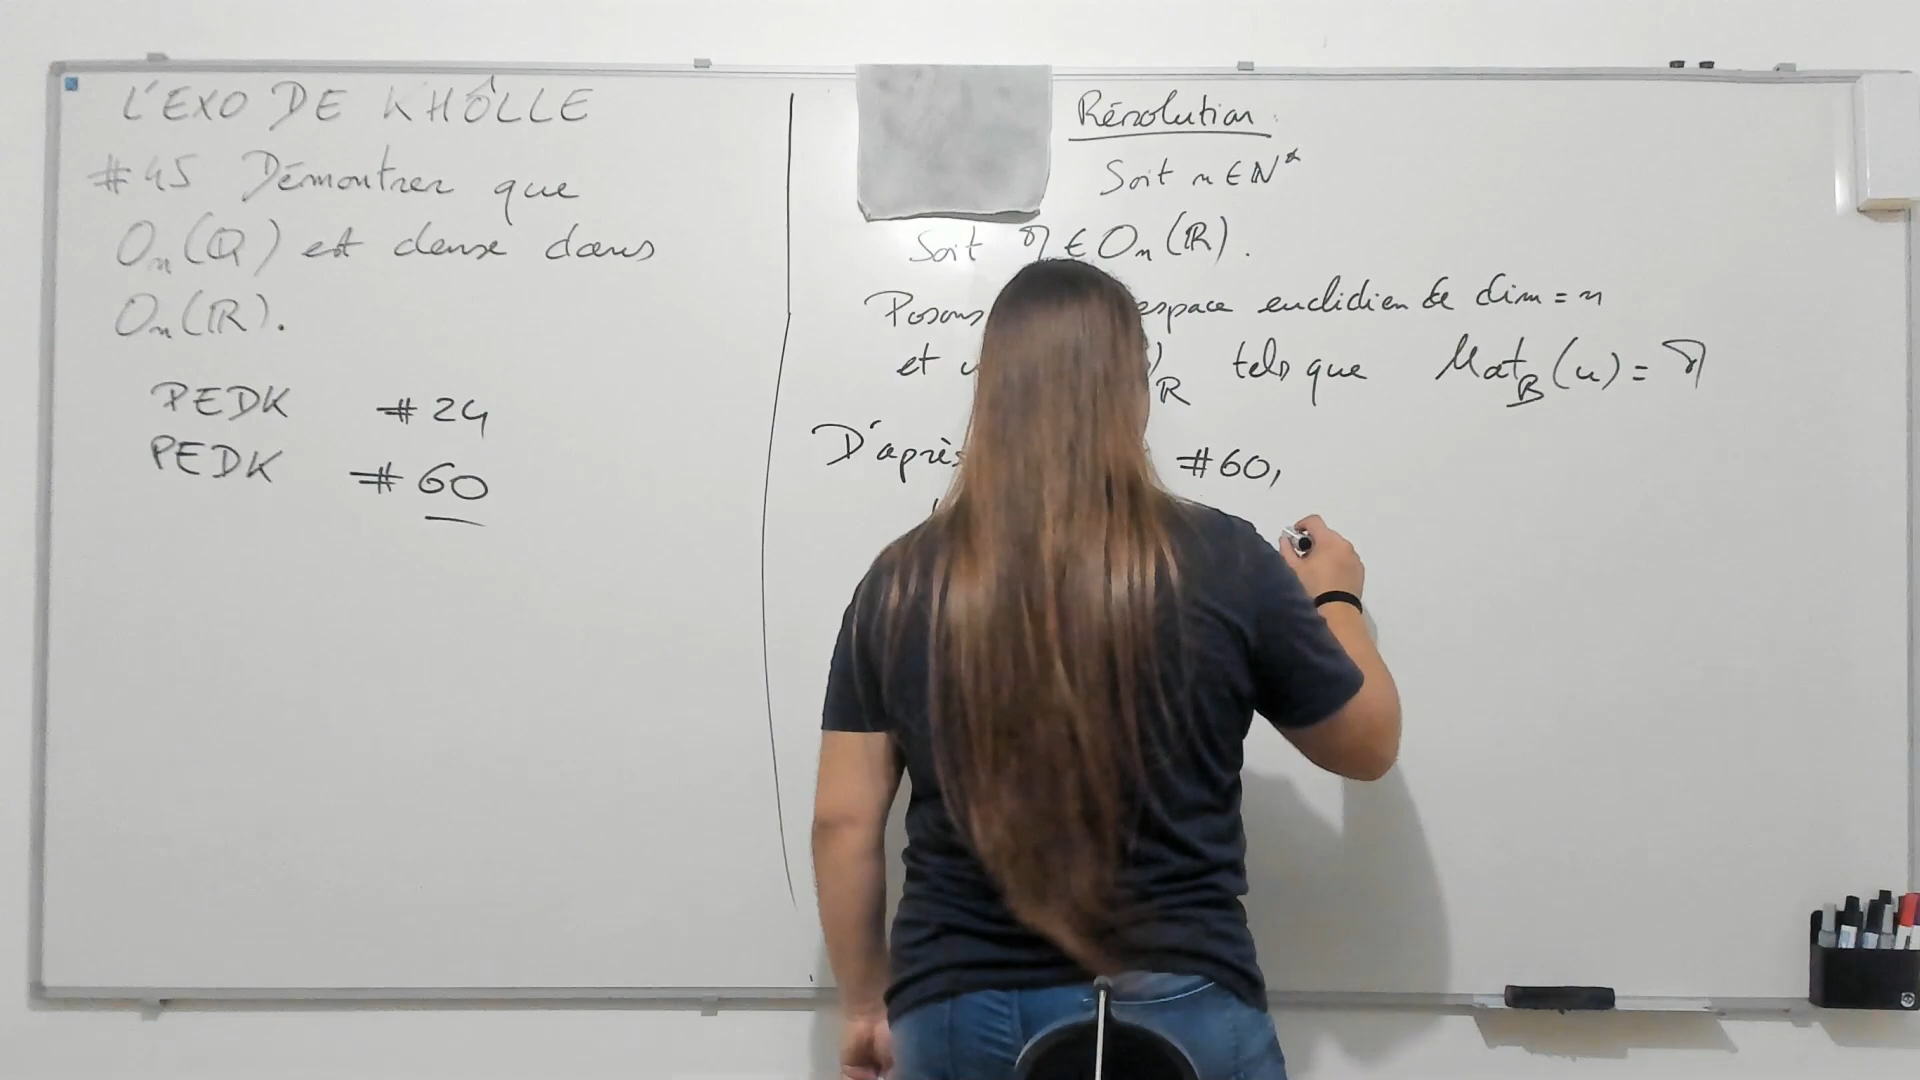 L'EXO DE KHÔLLE
#45 Démontrer que
Oₙ(Q) est dense dans
Oₙ(ℝ).
PEDK #24
PEDK #60
Résolution :
Soit n ∈ ℕ*
Soit M ∈ Oₙ(ℝ).
Posons espace euclidien de dim = n
et ℝ tels que Mat_B(u) = M
D'après #60,